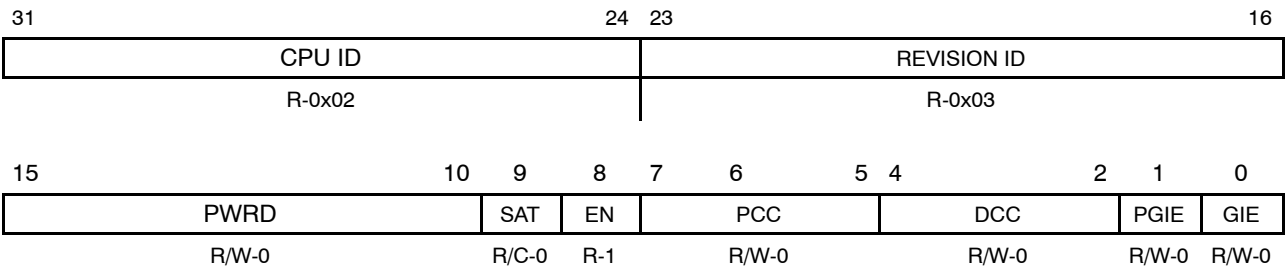 31 24 23 16
CPU ID REVISION ID
R-0x02 R-0x03
15 10 9 8 7 6 5 4 2 1 0
PWRD SAT EN PCC DCC PGIE GIE
R/W-0 R/C-0 R-1 R/W-0 R/W-0 R/W-0 R/W-0